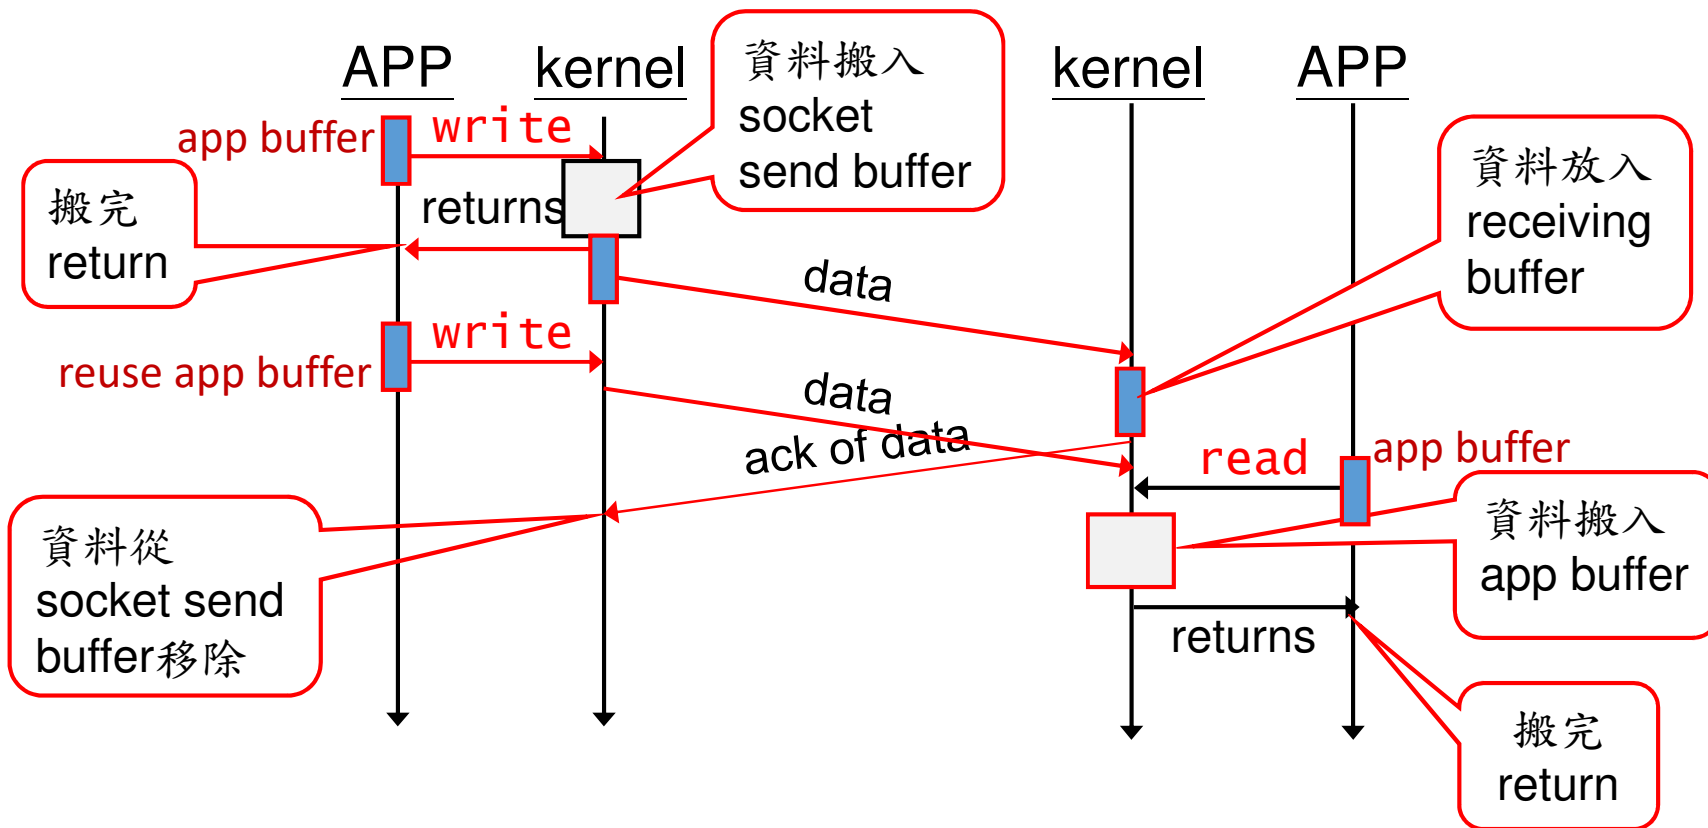 APP
kernel
資料搬入
socket
send buffer
kernel
APP
app buffer
write
搬完
return
returns
資料放入
receiving
buffer
data
write
reuse app buffer
data
ack of data
read
app buffer
資料從
socket send
buffer移除
資料搬入
app buffer
returns
搬完
return